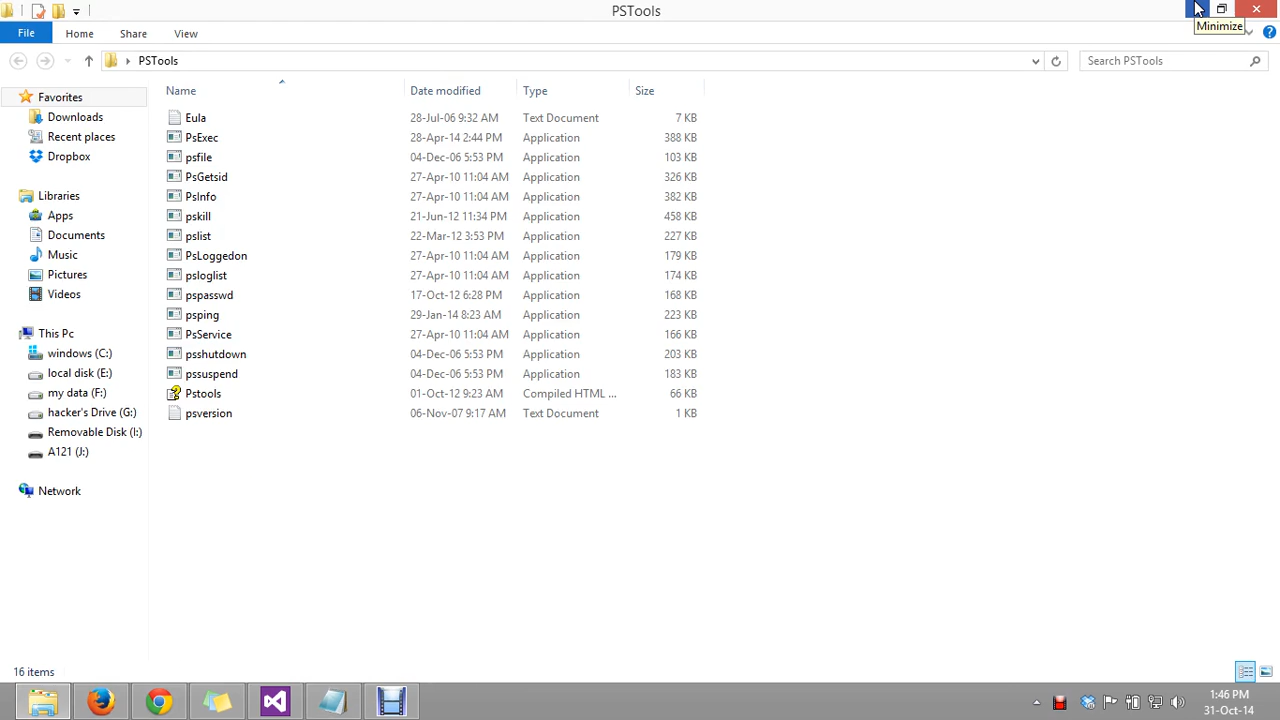 PSTools
Minimize
File Home Share View
PSTools
Search PSTools
Name Date modified Type Size
Favorites
Downloads
Recent places
Dropbox
Libraries
Apps
Documents
Music
Pictures
Videos
This Pc
windows (C:)
local disk (E:)
my data (F:)
hacker's Drive (G:)
Removable Disk (I:)
A121 (J:)
Network
Eula 28-Jul-06 9:32 AM Text Document 7 KB
PsExec 28-Apr-14 2:44 PM Application 388 KB
psfile 04-Dec-06 5:53 PM Application 103 KB
PsGetsid 27-Apr-10 11:04 AM Application 326 KB
PsInfo 27-Apr-10 11:04 AM Application 382 KB
pskill 21-Jun-12 11:34 PM Application 458 KB
pslist 22-Mar-12 3:53 PM Application 227 KB
PsLoggedon 27-Apr-10 11:04 AM Application 179 KB
psloglist 27-Apr-10 11:04 AM Application 174 KB
pspasswd 17-Oct-12 6:28 PM Application 168 KB
psping 29-Jan-14 8:23 AM Application 223 KB
PsService 27-Apr-10 11:04 AM Application 166 KB
psshutdown 04-Dec-06 5:53 PM Application 203 KB
pssuspend 04-Dec-06 5:53 PM Application 183 KB
Pstools 01-Oct-12 9:23 AM Compiled HTML ... 66 KB
psversion 06-Nov-07 9:17 AM Text Document 1 KB
16 items
1:46 PM
31-Oct-14